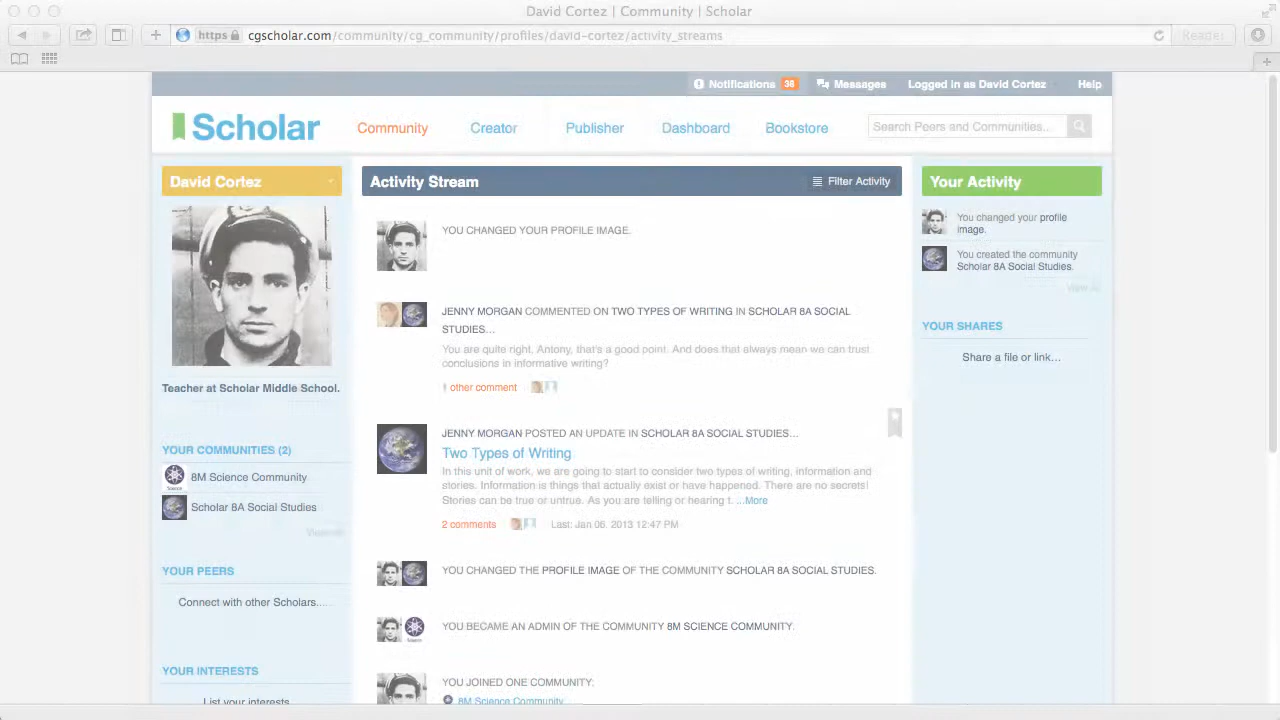 David Cortez | Community | Scholar
https cgscholar.com/community/cg_community/profiles/david-cortez/activity_streams
Reader
Notifications 36 Messages Logged in as David Cortez Help
Scholar Community Creator Publisher Dashboard Bookstore Search Peers and Communities...
David Cortez
Teacher at Scholar Middle School.
YOUR COMMUNITIES (2)
8M Science Community
Scholar 8A Social Studies
View all
YOUR PEERS
Connect with other Scholars....
YOUR INTERESTS
List your interests
Activity Stream Filter Activity
YOU CHANGED YOUR PROFILE IMAGE.
JENNY MORGAN COMMENTED ON TWO TYPES OF WRITING IN SCHOLAR 8A SOCIAL
STUDIES...
You are quite right, Antony, that's a good point. And does that always mean we can trust
conclusions in informative writing?
1 other comment
JENNY MORGAN POSTED AN UPDATE IN SCHOLAR 8A SOCIAL STUDIES...
Two Types of Writing
In this unit of work, we are going to start to consider two types of writing, information and
stories. Information is things that actually exist or have happened. There are no secrets!
Stories can be true or untrue. As you are telling or hearing t. ...More
2 comments Last: Jan 06, 2013 12:47 PM
YOU CHANGED THE PROFILE IMAGE OF THE COMMUNITY SCHOLAR 8A SOCIAL STUDIES.
YOU BECAME AN ADMIN OF THE COMMUNITY 8M SCIENCE COMMUNITY.
Science
YOU JOINED ONE COMMUNITY:
8M Science Community
Your Activity
You changed your profile
image.
You created the community
Scholar 8A Social Studies.
View all
YOUR SHARES
Share a file or link...